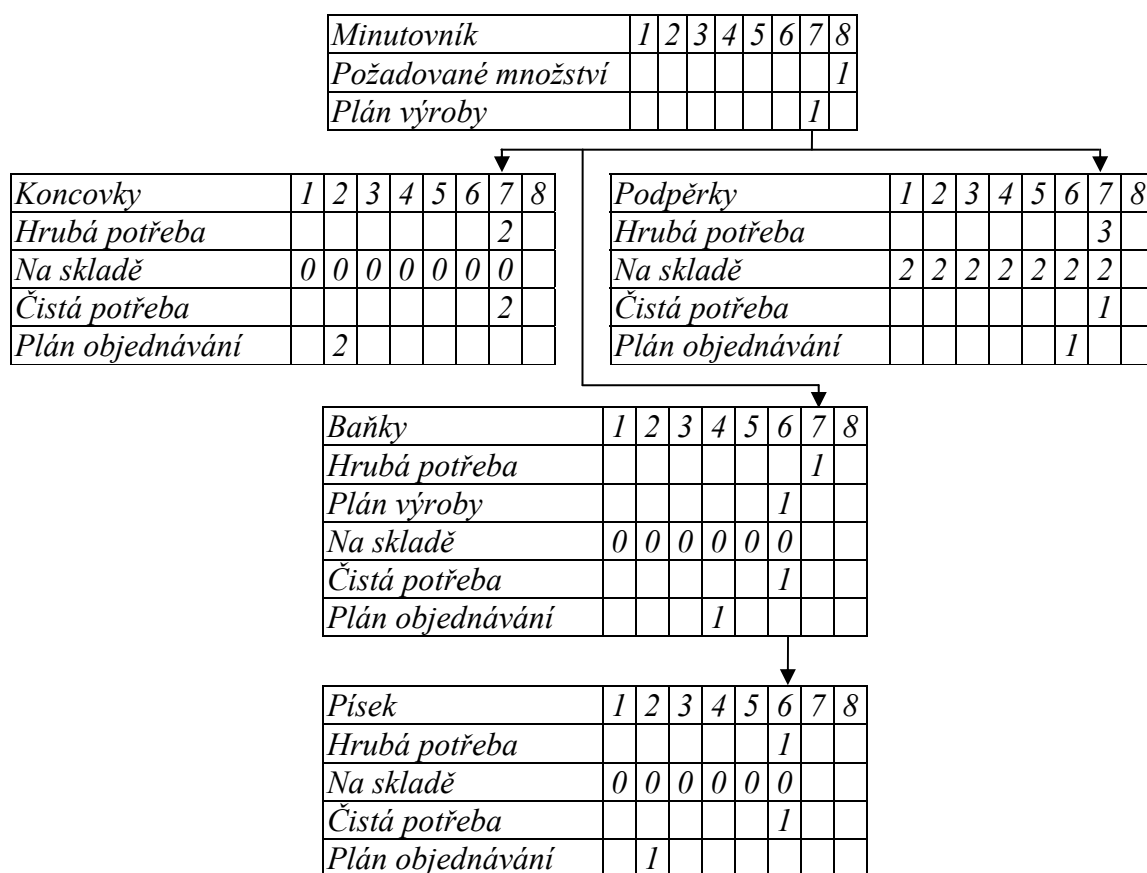 Minutovník 1 2 3 4 5 6 7 8
Požadované množství 1
Plán výroby 1
Koncovky 1 2 3 4 5 6 7 8
Hrubá potřeba 2
Na skladě 0 0 0 0 0 0 0
Čistá potřeba 2
Plán objednávání 2
Podpěrky 1 2 3 4 5 6 7 8
Hrubá potřeba 3
Na skladě 2 2 2 2 2 2 2
Čistá potřeba 1
Plán objednávání 1
Baňky 1 2 3 4 5 6 7 8
Hrubá potřeba 1
Plán výroby 1
Na skladě 0 0 0 0 0 0
Čistá potřeba 1
Plán objednávání 1
Písek 1 2 3 4 5 6 7 8
Hrubá potřeba 1
Na skladě 0 0 0 0 0 0
Čistá potřeba 1
Plán objednávání 1